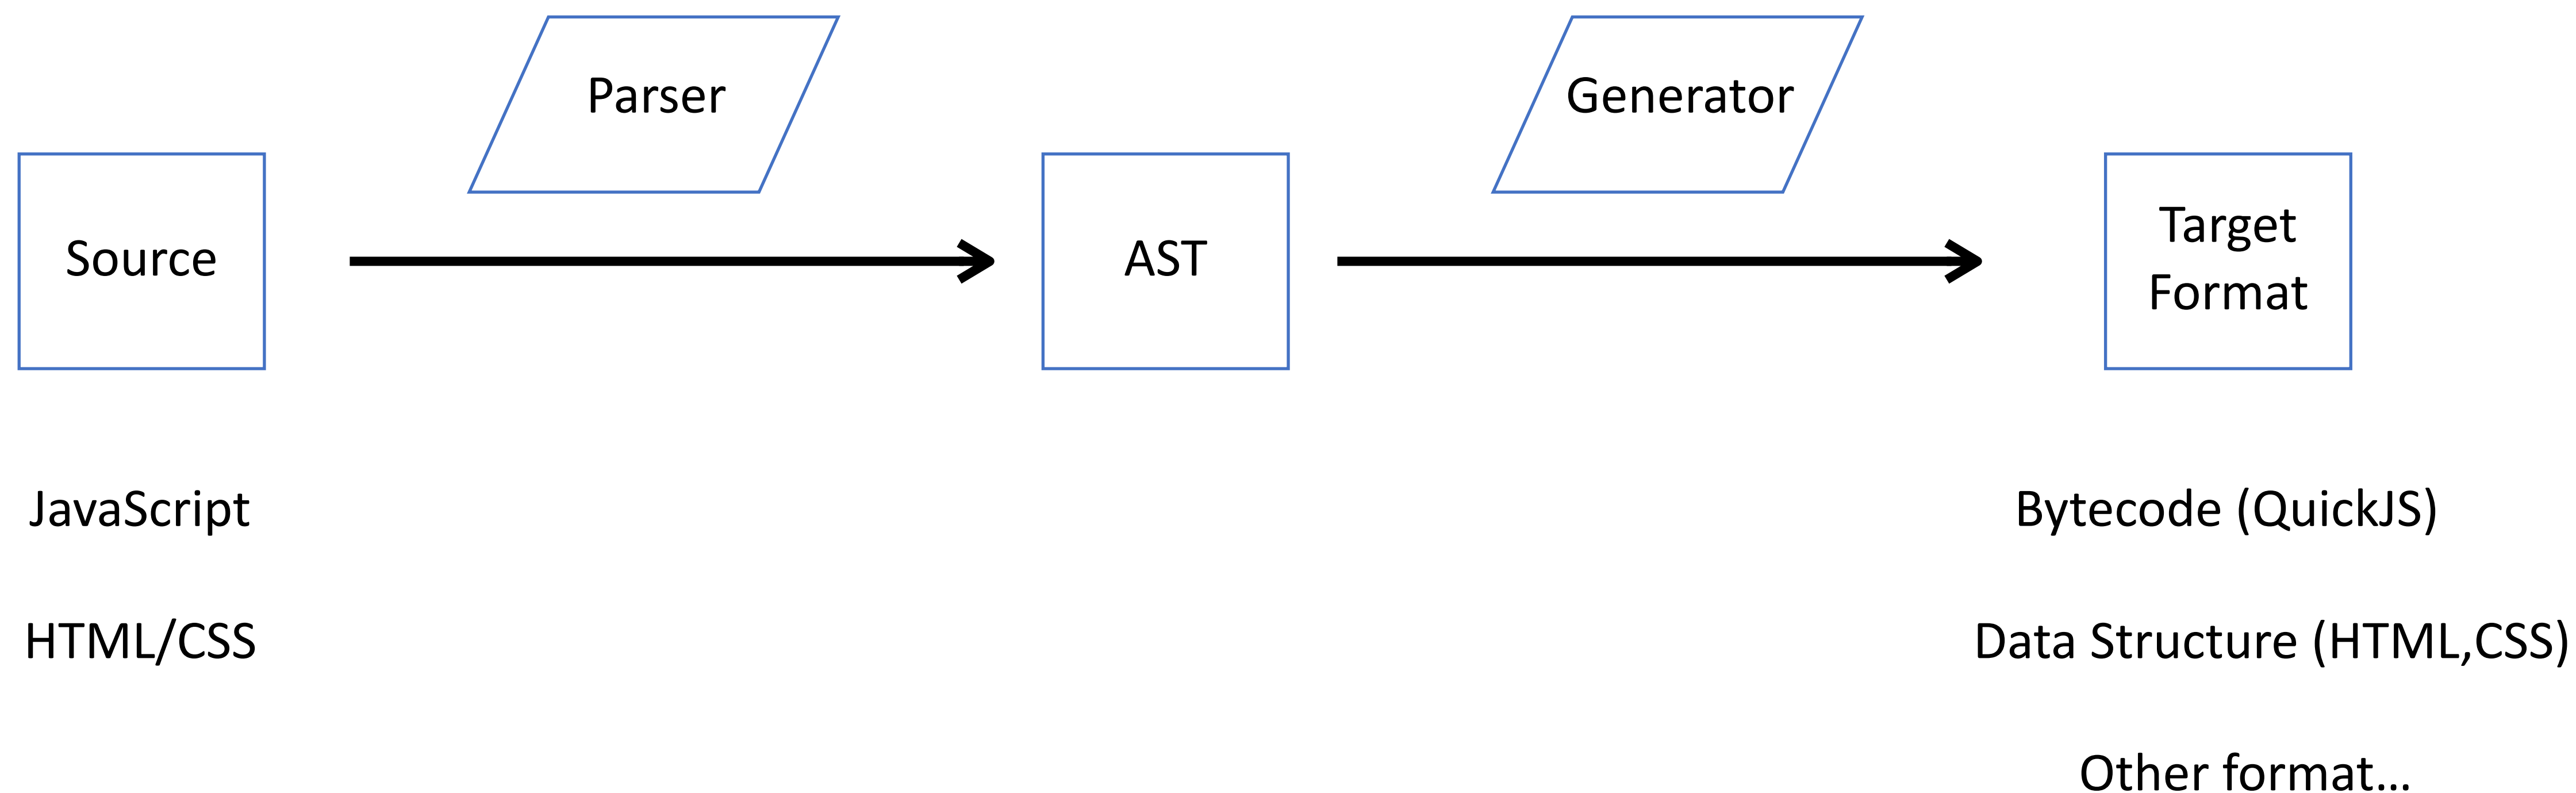 Parser
Generator
Source
AST
Target
Format
JavaScript
Bytecode (QuickJS)
HTML/CSS
Data Structure (HTML,CSS)
Other format...